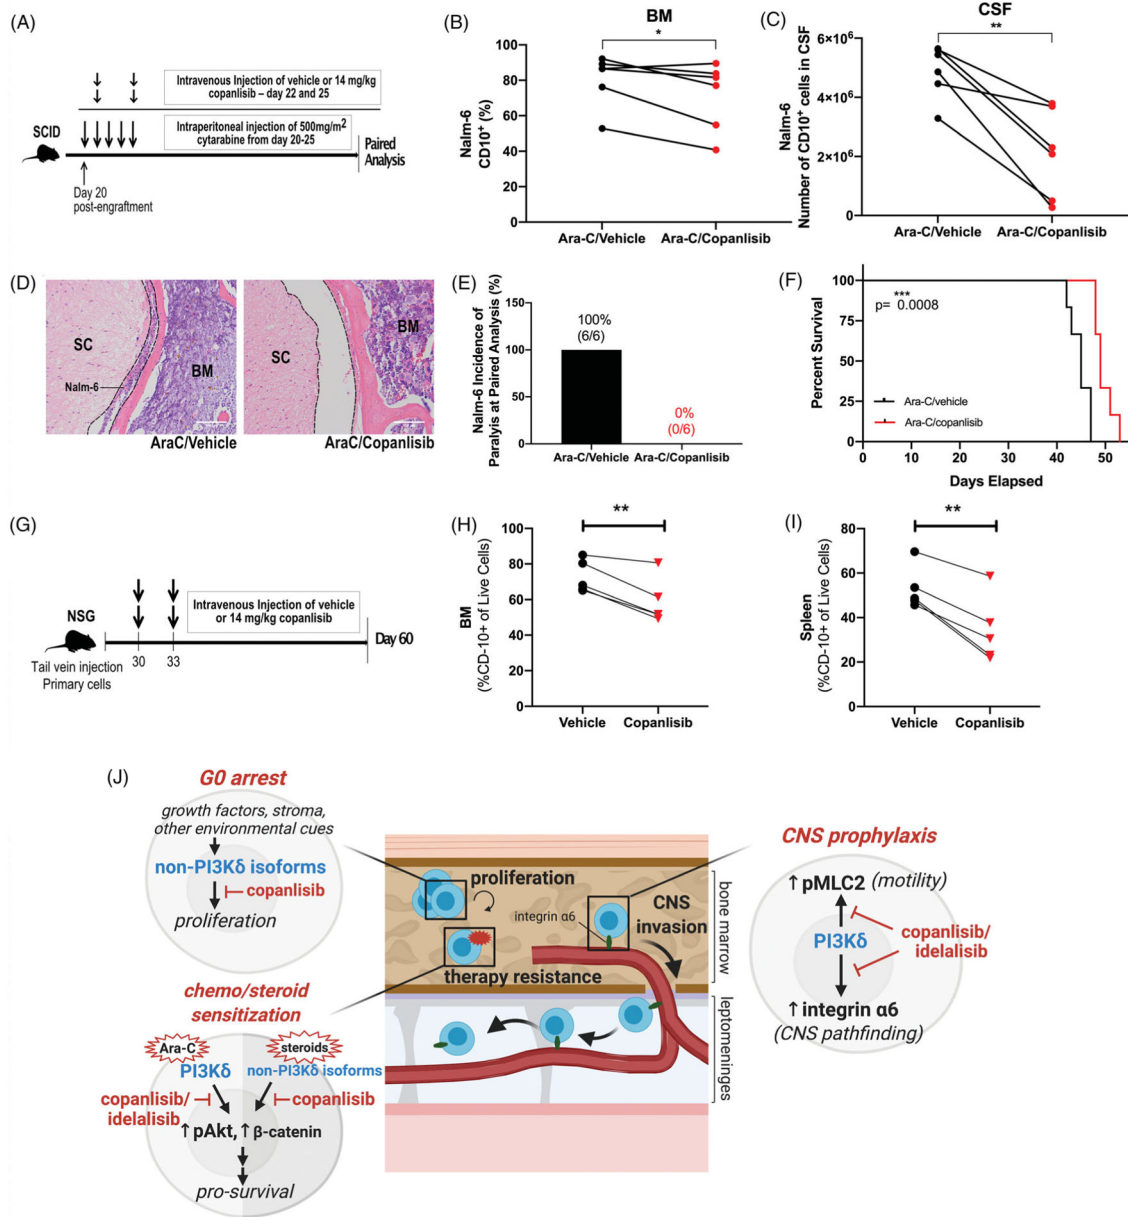 (A)
Intravenous Injection of vehicle or 14 mg/kg
copanlisib – day 22 and 25
SCID
Intraperitoneal injection of 500mg/m2
cytarabine from day 20-25
Paired
Analysis
Day 20
post-engraftment
(B)
BM
*
Nalm-6
CD10+ (%)
100
80
60
40
20
0
Ara-C/Vehicle Ara-C/Copanlisib
(C)
CSF
**
Nalm-6
Number of CD10+ cells in CSF
6×10^6
4×10^6
2×10^6
0
Ara-C/Vehicle Ara-C/Copanlisib
(D)
SC
Nalm-6
BM
AraC/Vehicle
SC
BM
AraC/Copanlisib
(E)
Nalm-6 Incidence of
Paralyis at Paired Analysis (%)
150
100
50
0
100%
(6/6)
0%
(0/6)
Ara-C/Vehicle Ara-C/Copanlisib
(F)
Percent Survival
100
75
50
25
0
***
p= 0.0008
Ara-C/vehicle
Ara-C/copanlisib
0 10 20 30 40 50
Days Elapsed
(G)
NSG
Intravenous Injection of vehicle
or 14 mg/kg copanlisib
Day 60
Tail vein injection
Primary cells
30 33
(H)
**
BM
(%CD-10+ of Live Cells)
100
80
60
40
20
0
Vehicle Copanlisib
(I)
**
Spleen
(%CD-10+ of Live Cells)
80
60
40
20
0
Vehicle Copanlisib
(J)
G0 arrest
growth factors, stroma,
other environmental cues
non-PI3Kδ isoforms
copanlisib
proliferation
chemo/steroid
sensitization
Ara-C
steroids
PI3Kδ non-PI3Kδ isoforms
copanlisib/
idelalisib
copanlisib
↑pAkt, ↑β-catenin
pro-survival
proliferation
integrin α6
CNS
invasion
therapy resistance
bone marrow
leptomeninges
CNS prophylaxis
↑pMLC2 (motility)
PI3Kδ
copanlisib/
idelalisib
↑integrin α6
(CNS pathfinding)